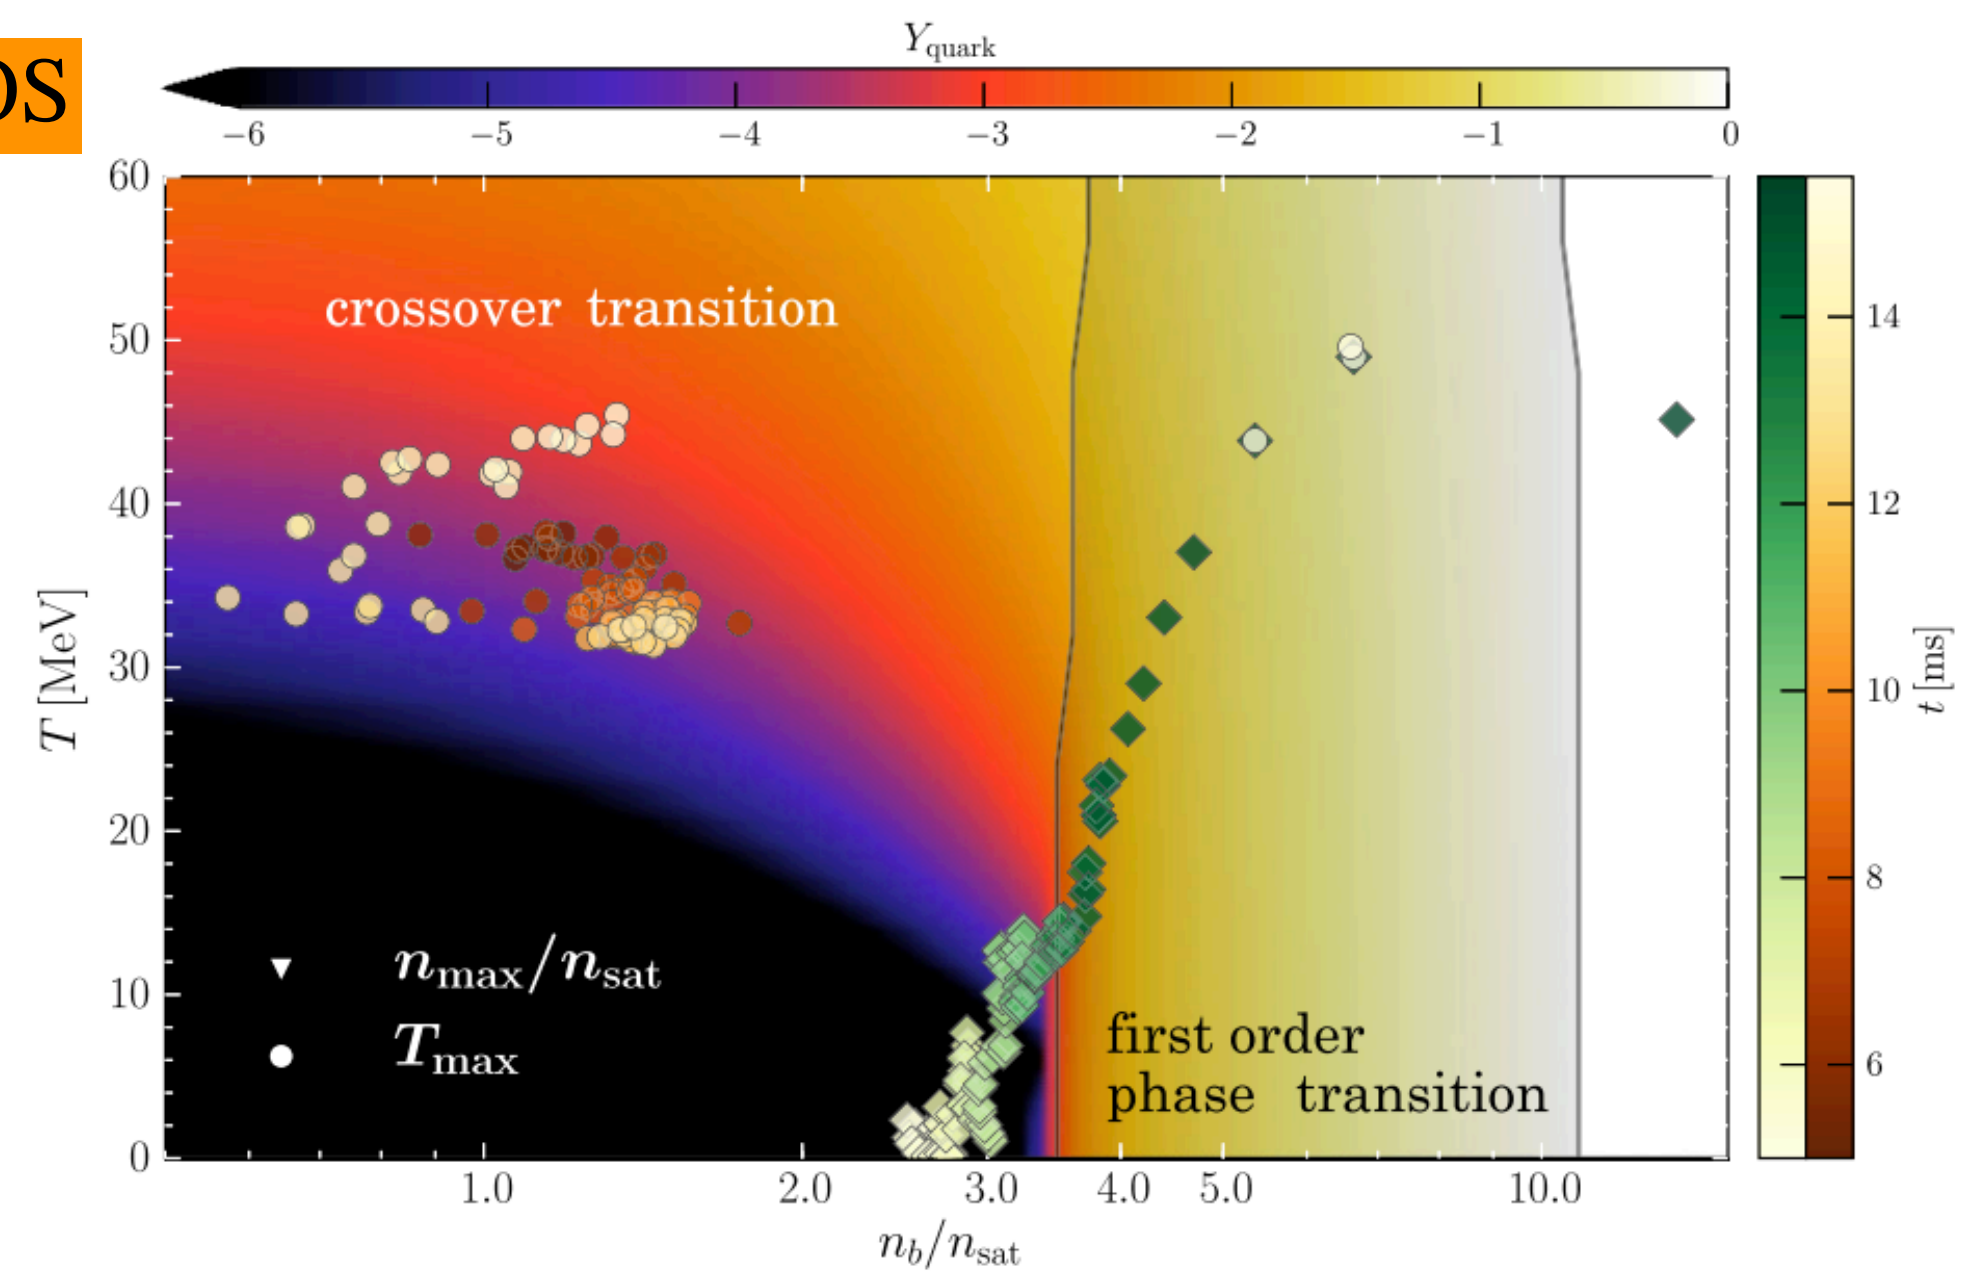 OS
Y_quark
−6 −5 −4 −3 −2 −1 0
60
50
40
30
20
10
0
T [MeV]
crossover transition
n_max/n_sat
T_max
first order
phase transition
1.0 2.0 3.0 4.0 5.0 10.0
n_b/n_sat
14
12
10
8
6
t [ms]